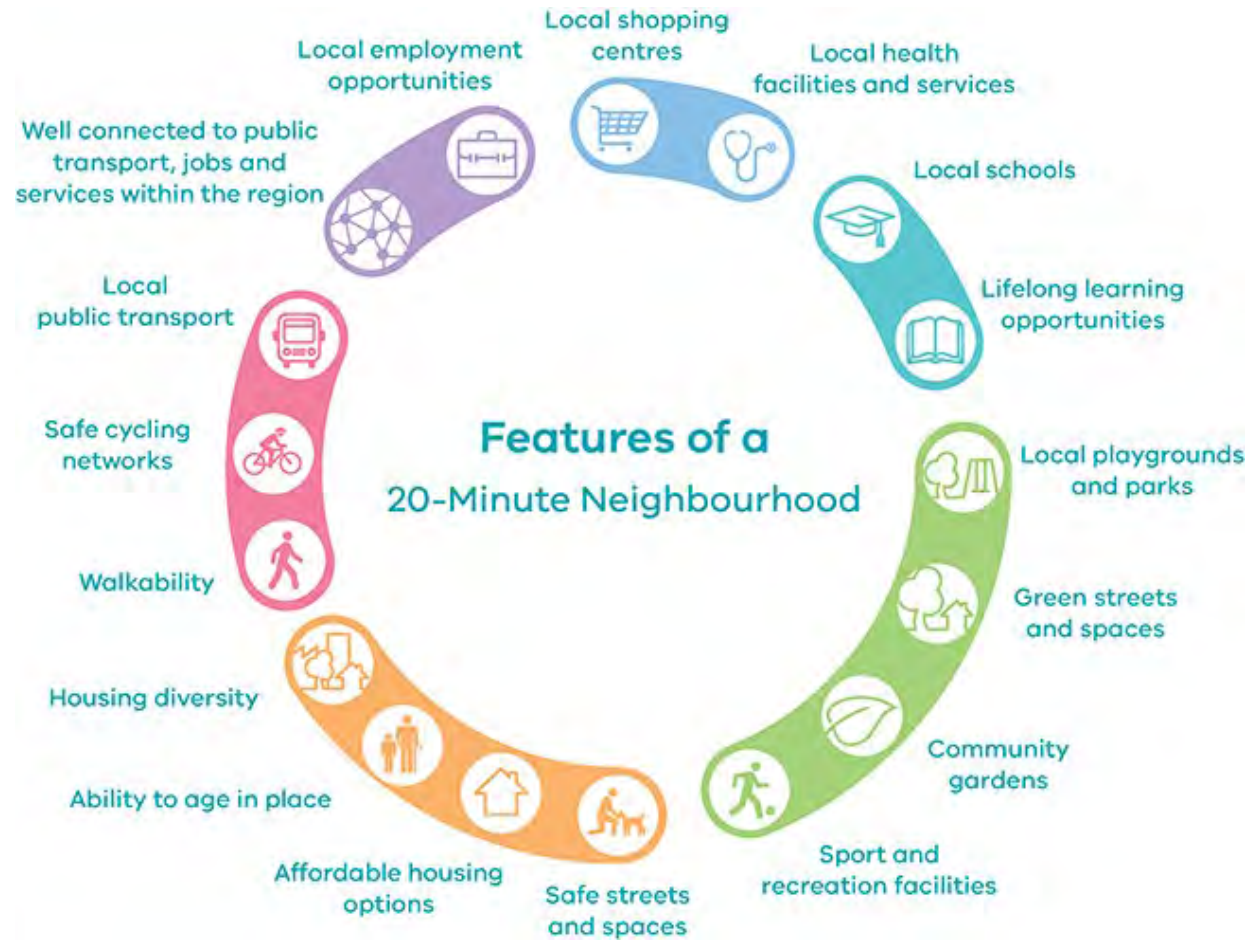 Local shopping
centres
Local health
facilities and services
Local schools
Lifelong learning
opportunities
Local playgrounds
and parks
Green streets
and spaces
Community
gardens
Sport and
recreation facilities
Safe streets
and spaces
Affordable housing
options
Ability to age in place
Housing diversity
Walkability
Safe cycling
networks
Local
public transport
Well connected to public
transport, jobs and
services within the region
Local employment
opportunities
Features of a
20-Minute Neighbourhood